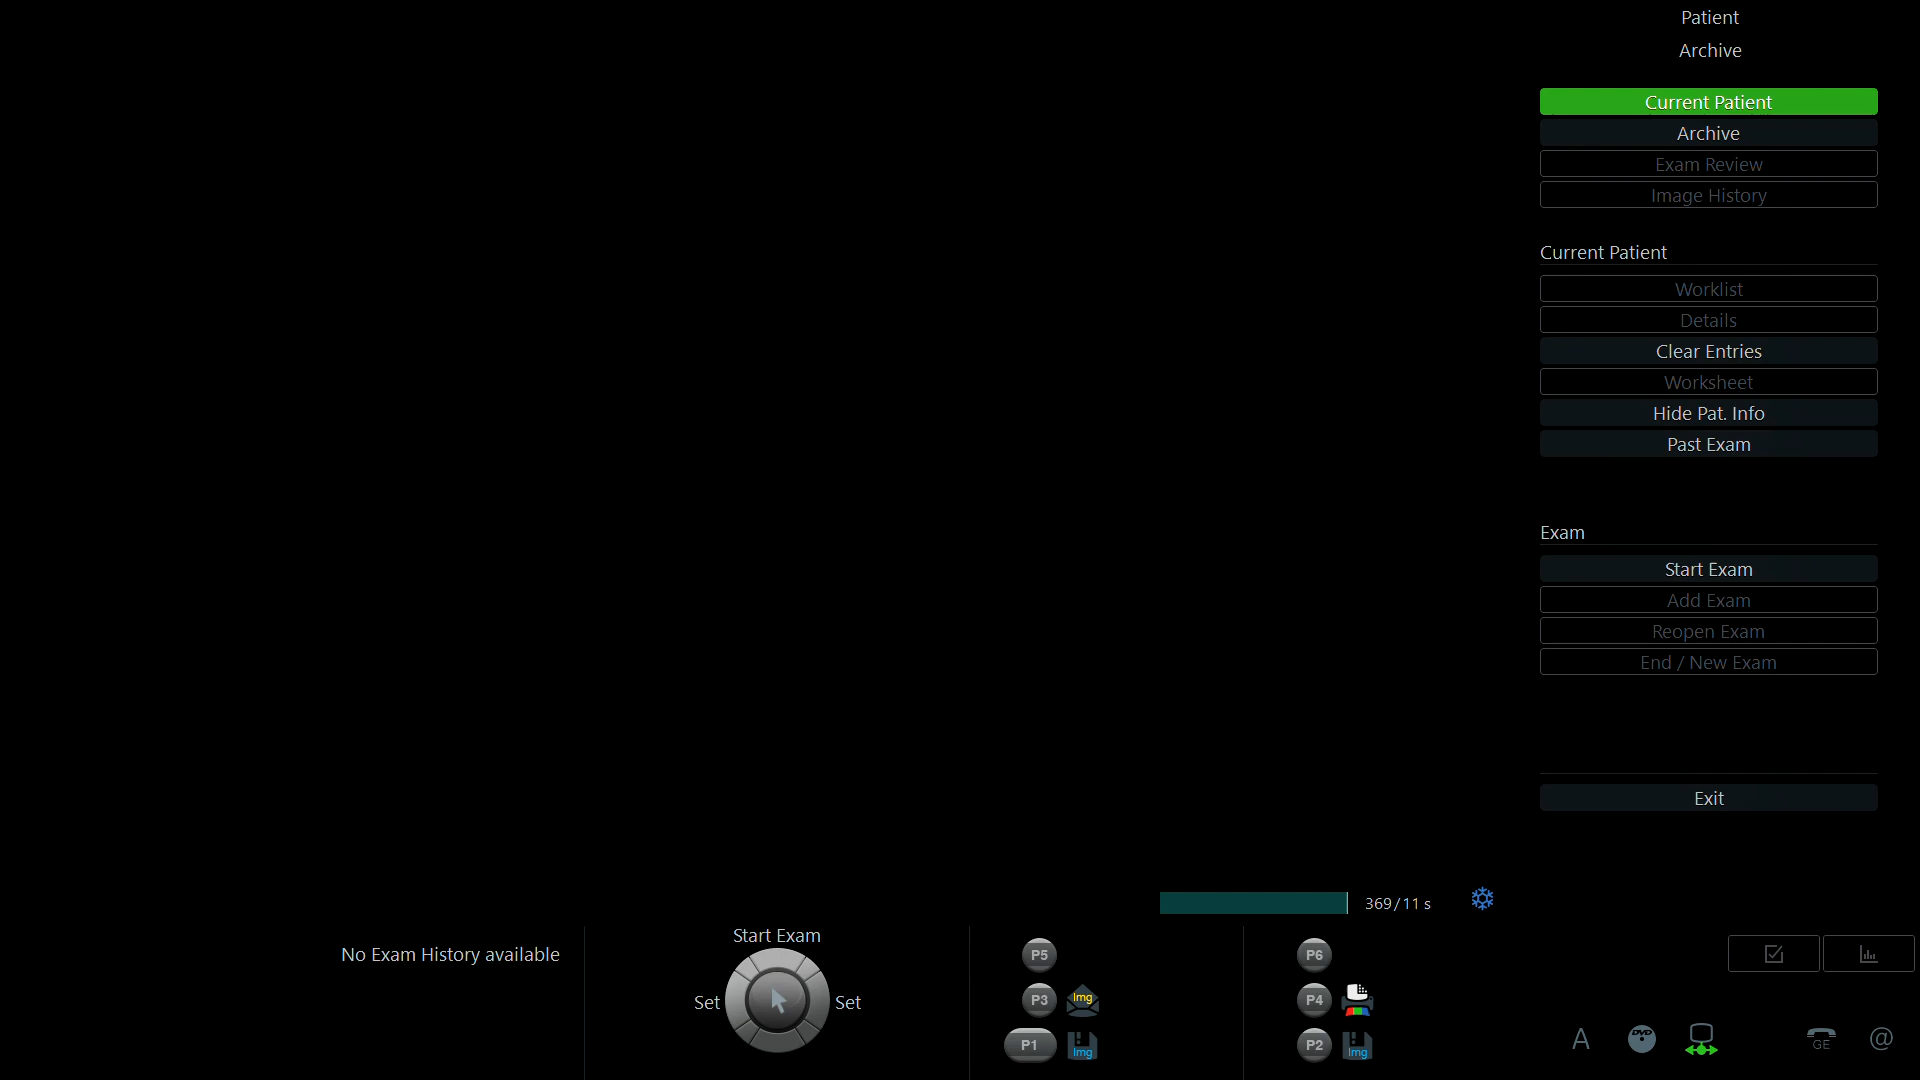 Patient
Archive
Current Patient
Archive
Exam Review
Image History
Current Patient
Worklist
Details
Clear Entries
Worksheet
Hide Pat. Info
Past Exam
Exam
Start Exam
Add Exam
Reopen Exam
End / New Exam
Exit
369/11 s
No Exam History available
Start Exam
Set
Set
P5
P3
Img
P1
Img
P6
P4
P2
Img
A
DVD
GE
@